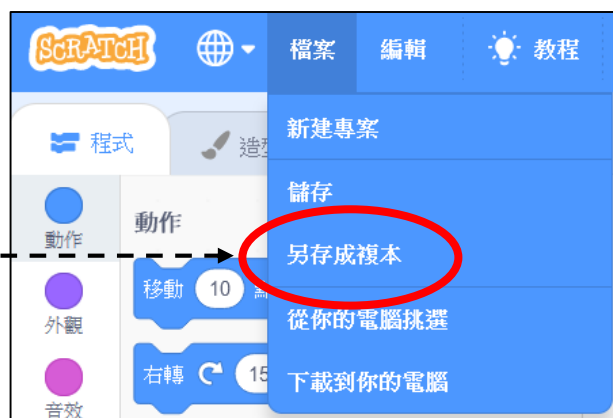 SCRATCH 檔案 編輯 教程
新建專案
程式
儲存
動作 動作
另存成複本
移動 10
外觀
從你的電腦挑選
右轉 15
下載到你的電腦
音效